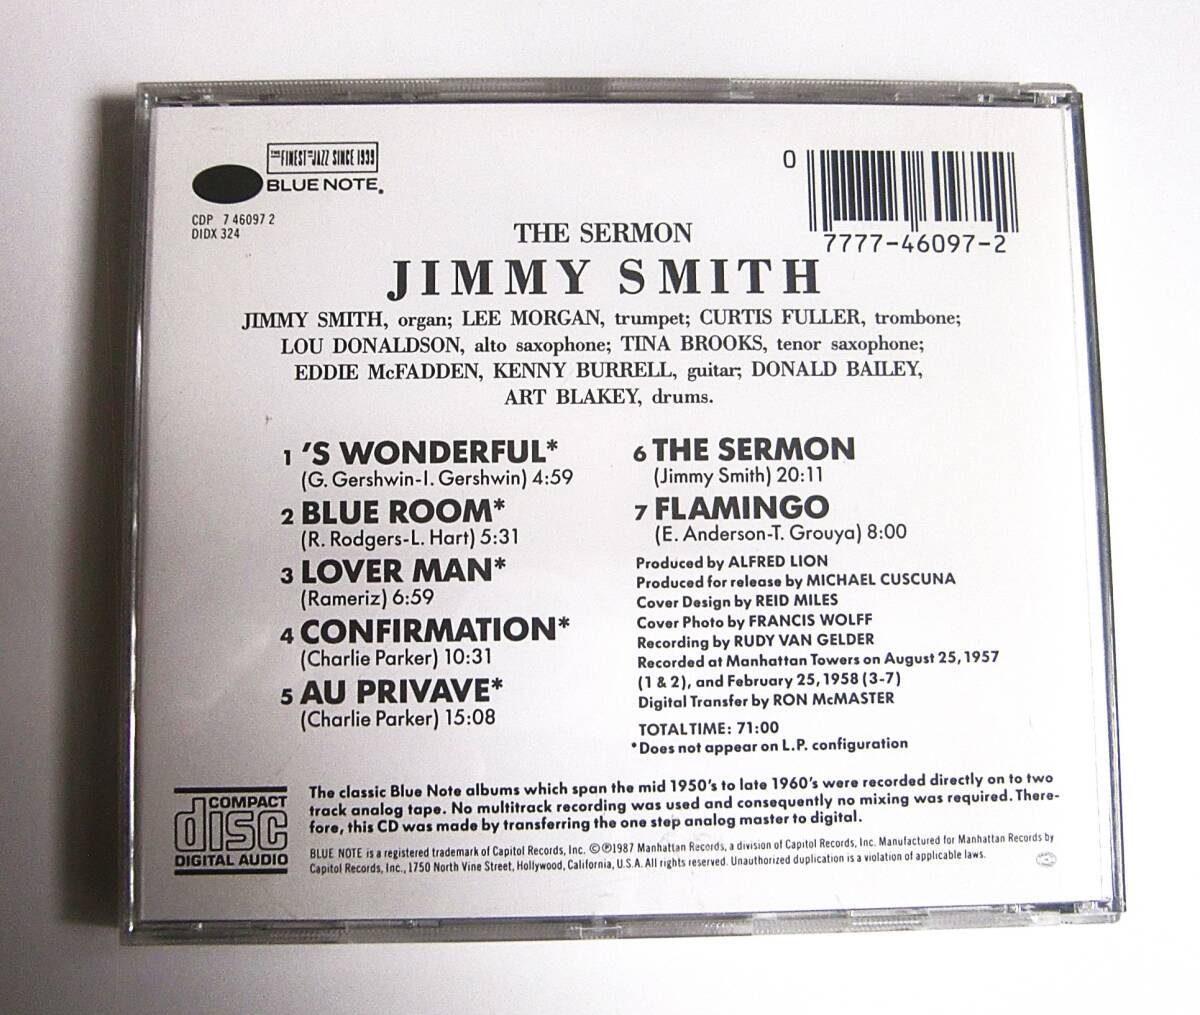 THE FINEST IN JAZZ SINCE 1939
BLUE NOTE.
CDP 7 46097 2
DIDX 324
0
7777-46097-2
THE SERMON
JIMMY SMITH
JIMMY SMITH, organ; LEE MORGAN, trumpet; CURTIS FULLER, trombone;
LOU DONALDSON, alto saxophone; TINA BROOKS, tenor saxophone;
EDDIE McFADDEN, KENNY BURRELL, guitar; DONALD BAILEY,
ART BLAKEY, drums.
1 'S WONDERFUL*
(G. Gershwin-I. Gershwin) 4:59
2 BLUE ROOM*
(R. Rodgers-L. Hart) 5:31
3 LOVER MAN*
(Rameriz) 6:59
4 CONFIRMATION*
(Charlie Parker) 10:31
5 AU PRIVAVE*
(Charlie Parker) 15:08
6 THE SERMON
(Jimmy Smith) 20:11
7 FLAMINGO
(E. Anderson-T. Grouya) 8:00
Produced by ALFRED LION
Produced for release by MICHAEL CUSCUNA
Cover Design by REID MILES
Cover Photo by FRANCIS WOLFF
Recording by RUDY VAN GELDER
Recorded at Manhattan Towers on August 25, 1957
(1 & 2), and February 25, 1958 (3-7)
Digital Transfer by RON McMASTER
TOTAL TIME: 71:00
*Does not appear on L.P. configuration
COMPACT
disc
DIGITAL AUDIO
The classic Blue Note albums which span the mid 1950's to late 1960's were recorded directly on to two
track analog tape. No multitrack recording was used and consequently no mixing was required. There-
fore, this CD was made by transferring the one step analog master to digital.
BLUE NOTE is a registered trademark of Capitol Records, Inc. ©℗1987 Manhattan Records, a division of Capitol Records, Inc. Manufactured for Manhattan Records by
Capitol Records, Inc., 1750 North Vine Street, Hollywood, California, U.S.A. All rights reserved. Unauthorized duplication is a violation of applicable laws.